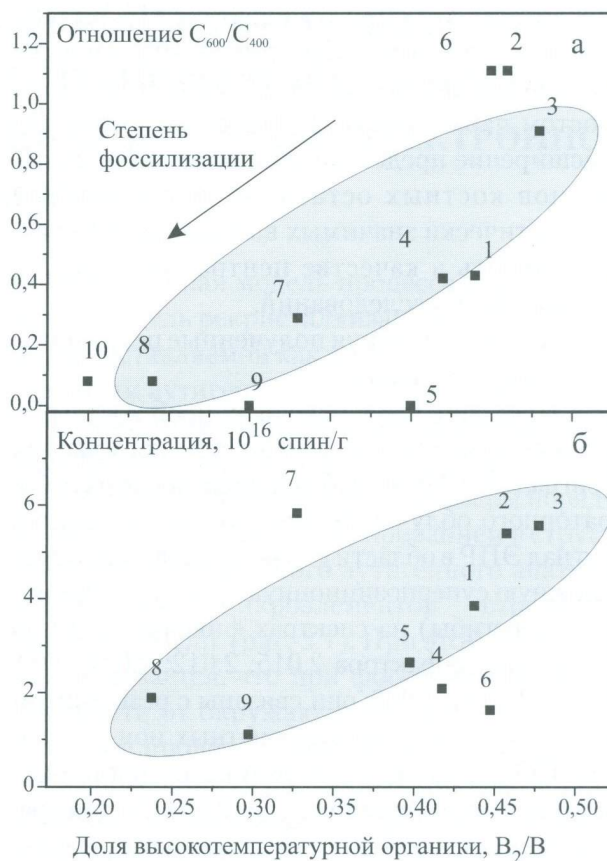 Отношение C600/C400
6 2 а
3
Степень
фоссилизации
4 1
7
10 8 9 5
1,2
1,0
0,8
0,6
0,4
0,2
0,0
Концентрация, 10^16 спин/г б
7
2 3
1
5 4
8 6
9
6
4
2
0
0,20 0,25 0,30 0,35 0,40 0,45 0,50
Доля высокотемпературной органики, B2/B